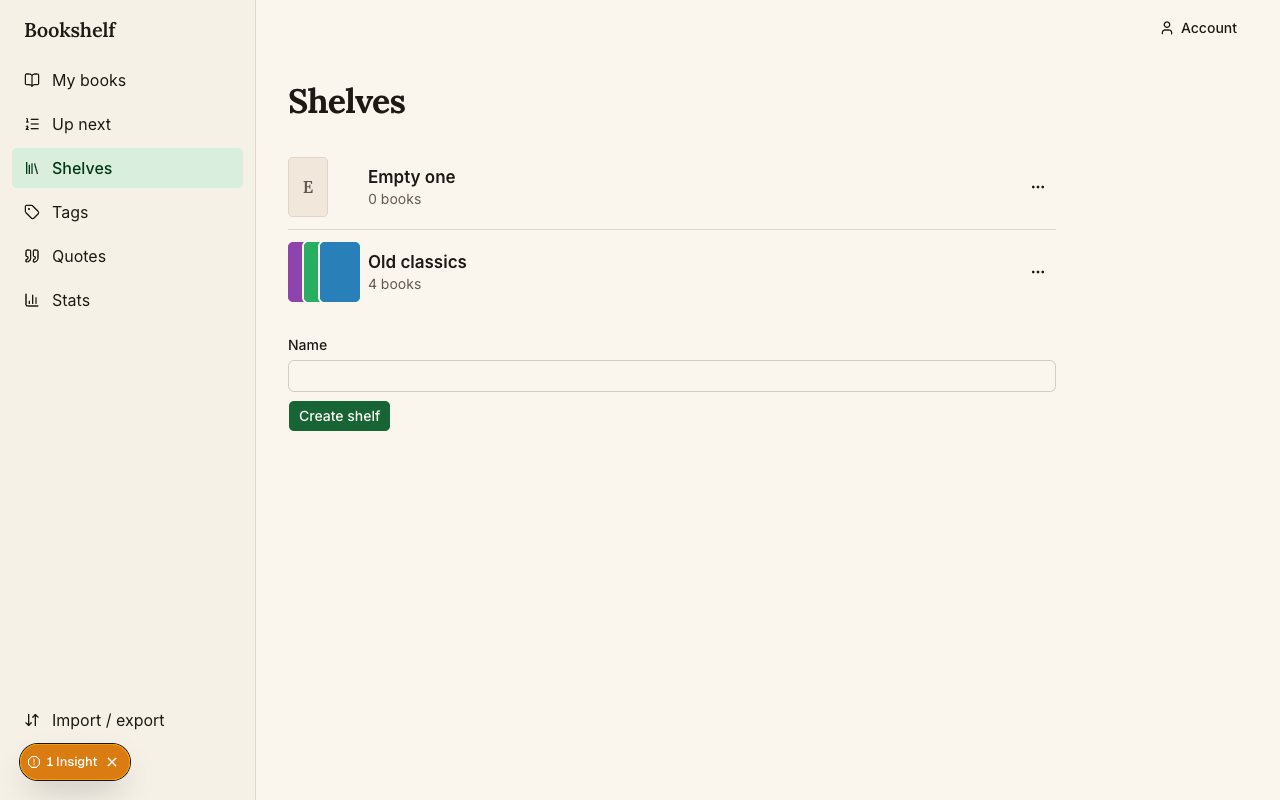 Bookshelf
Account
My books
Up next
Shelves
Tags
Quotes
Stats
Import / export
1 Insight
Shelves
E
Empty one
0 books
Old classics
4 books
Name
Create shelf